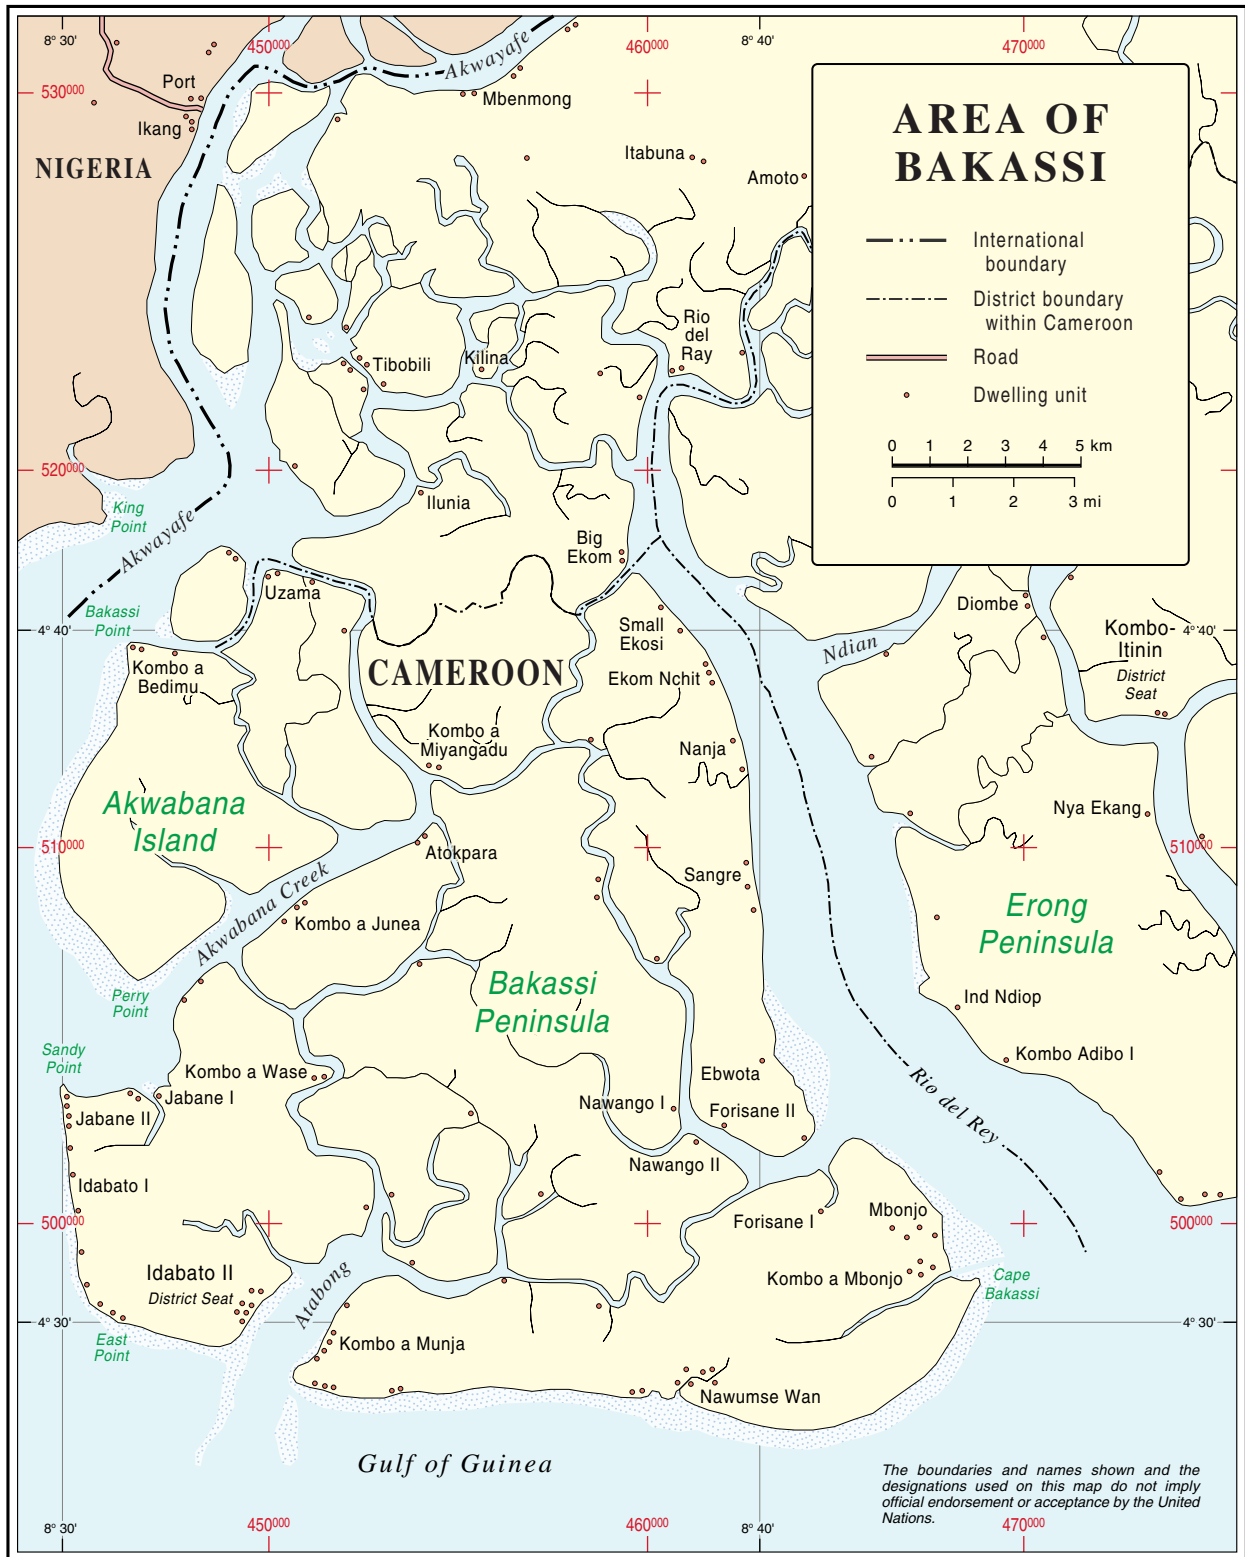 8° 30'
450000
460000
8° 40'
470000
Akwayafe
Port
530000
Mbenmong
Ikang
NIGERIA
Itabuna
Amoto
AREA OF
BAKASSI
International
boundary
District boundary
within Cameroon
Road
Dwelling unit
0 1 2 3 4 5 km
0 1 2 3 mi
Rio
del
Ray
Tibobili
Kilina
520000
Ilunia
King
Point
Akwayafe
Big
Ekom
Uzama
Diombe
Bakassi
Point
4° 40'
Small
Ekosi
Ndian
Kombo-
Itinin
District
Seat
4° 40'
Kombo a
Bedimu
CAMEROON
Ekom Nchit
Kombo a
Miyangadu
Nanja
Akwabana
Island
Nya Ekang
510000
510000
Atokpara
Sangre
Akwabana Creek
Kombo a Junea
Erong
Peninsula
Bakassi
Peninsula
Perry
Point
Ind Ndiop
Sandy
Point
Kombo a Wase
Kombo Adibo I
Ebwota
Rio del Rey
Jabane I
Jabane II
Nawango I
Forisane II
Nawango II
Idabato I
Forisane I
Mbonjo
500000
500000
Idabato II
District Seat
Atabong
Kombo a Mbonjo
Cape
Bakassi
4° 30'
4° 30'
East
Point
Kombo a Munja
Nawumse Wan
Gulf of Guinea
The boundaries and names shown and the
designations used on this map do not imply
official endorsement or acceptance by the United
Nations.
8° 30'
450000
460000
8° 40'
470000